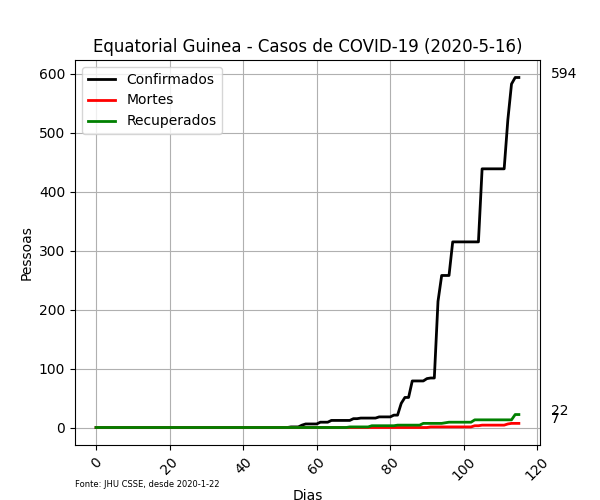 Equatorial Guinea - Casos de COVID-19 (2020-5-16)
Confirmados
Mortes
Recuperados
600
500
400
300
200
100
0
Pessoas
594
22
7
0
20
40
60
80
100
120
Dias
Fonte: JHU CSSE, desde 2020-1-22